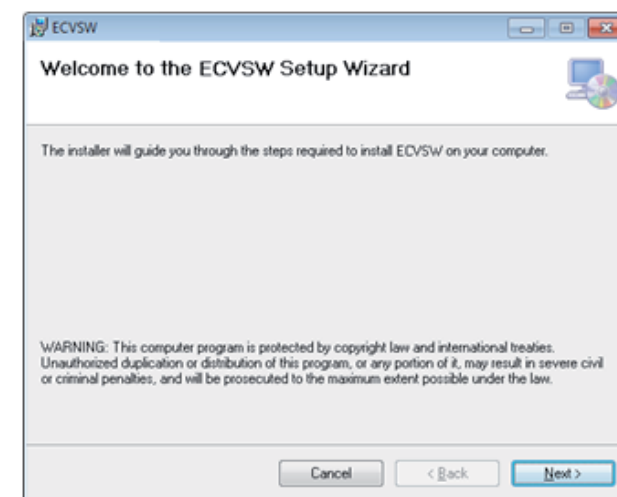 ECVSW
Welcome to the ECVSW Setup Wizard
The installer will guide you through the steps required to install ECVSW on your computer.
WARNING: This computer program is protected by copyright law and international treaties.
Unauthorized duplication or distribution of this program, or any portion of it, may result in severe civil
or criminal penalties, and will be prosecuted to the maximum extent possible under the law.
Cancel < Back Next >